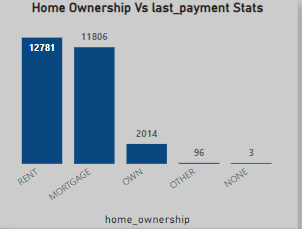 Home Ownership Vs last_payment Stats
12781
11806
2014
96
3
RENT
MORTGAGE
OWN
OTHER
NONE
home_ownership